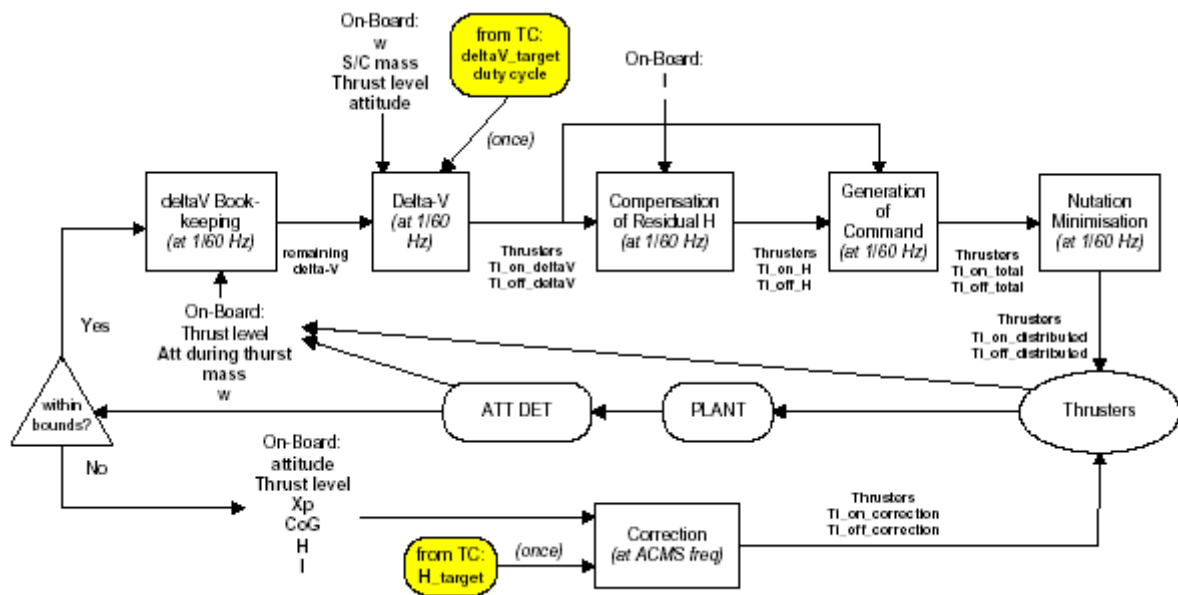 On-Board:
w
S/C mass
Thrust level
attitude
from TC:
deltaV_target
duty cycle
(once)
On-Board:
I
deltaV Book-
keeping
(at 1/60 Hz)
remaining
delta-V
Delta-V
(at 1/60
Hz)
Thrusters
Ti_on_deltaV
Ti_off_deltaV
Compensation
of Residual H
(at 1/60 Hz)
Thrusters
Ti_on_H
Ti_off_H
Generation
of
Command
(at 1/60 Hz)
Thrusters
Ti_on_total
Ti_off_total
Nutation
Minimisation
(at 1/60 Hz)
Thrusters
Ti_on_distributed
Ti_off_distributed
On-Board:
Thrust level
Att during thurst
mass
w
Yes
within
bounds?
No
ATT DET
PLANT
Thrusters
On-Board:
attitude
Thrust level
Xp
CoG
H
I
from TC:
H_target
(once)
Correction
(at ACMS freq)
Thrusters
Ti_on_correction
Ti_off_correction